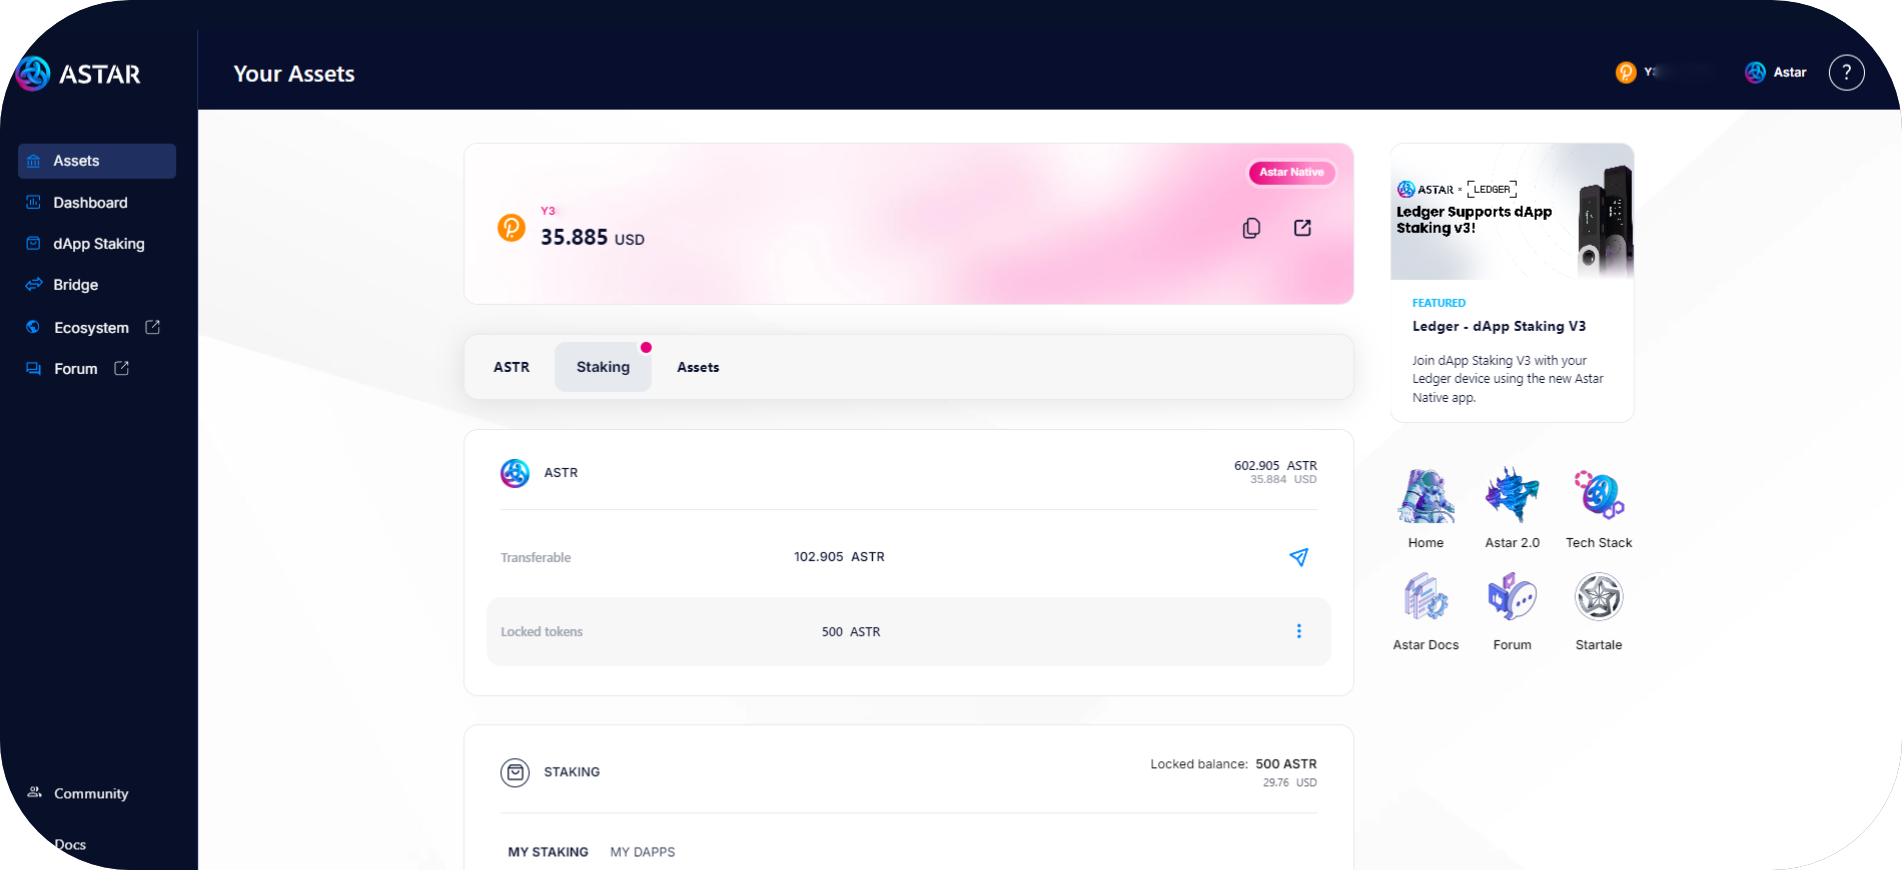 ASTAR
Your Assets
Y3
Astar
?
Assets
Dashboard
dApp Staking
Bridge
Ecosystem
Forum
Community
Docs
Astar Native
Y3
35.885 USD
ASTR
Staking
Assets
ASTR
602.905 ASTR
35.884 USD
Transferable
102.905 ASTR
Locked tokens
500 ASTR
STAKING
Locked balance: 500 ASTR
29.76 USD
MY STAKING
MY DAPPS
ASTAR × LEDGER
Ledger Supports dApp
Staking v3!
FEATURED
Ledger - dApp Staking V3
Join dApp Staking V3 with your
Ledger device using the new Astar
Native app.
Home
Astar 2.0
Tech Stack
Astar Docs
Forum
Startale